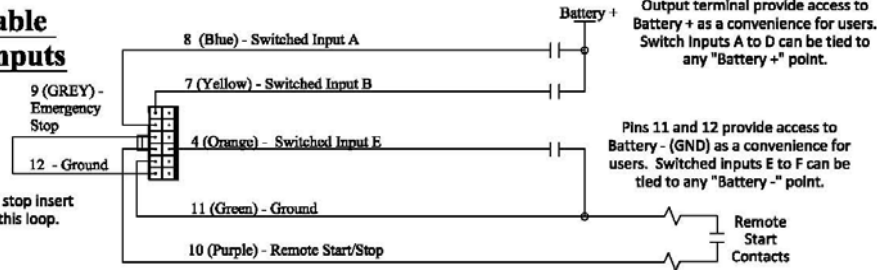 able
nputs
Battery +
Output terminal provide access to
Battery + as a convenience for users.
Switch Inputs A to D can be tied to
any "Battery +" point.
8 (Blue) - Switched Input A
7 (Yellow) - Switched Input B
9 (GREY) -
Emergency
Stop
4 (Orange) - Switched Input E
12 - Ground
Pins 11 and 12 provide access to
Battery - (GND) as a convenience for
users. Switched inputs E to F can be
tied to any "Battery -" point.
stop insert
this loop.
11 (Green) - Ground
10 (Purple) - Remote Start/Stop
Remote
Start
Contacts